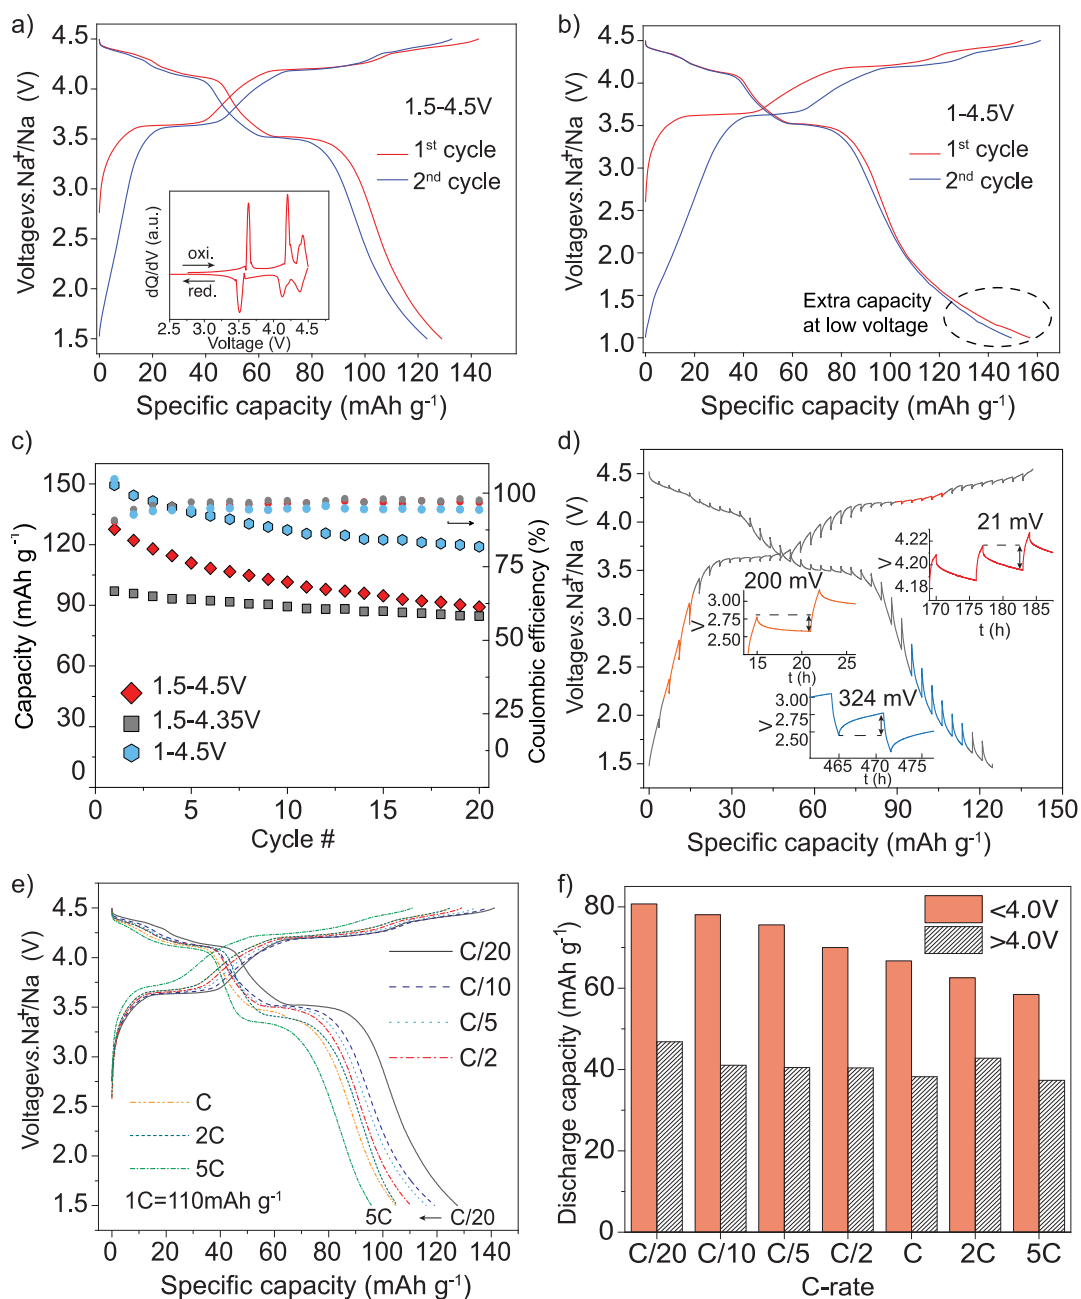 a)
4.5
4.0
3.5
3.0
2.5
2.0
1.5
Voltagevs.Na⁺/Na (V)
1.5-4.5V
1ˢᵗ cycle
2ⁿᵈ cycle
dQ/dV (a.u.)
oxi.
red.
2.5 3.0 3.5 4.0 4.5
Voltage (V)
0 20 40 60 80 100 120 140
Specific capacity (mAh g⁻¹)
b)
4.5
4.0
3.5
3.0
2.5
2.0
1.5
1.0
Voltagevs.Na⁺/Na (V)
1-4.5V
1ˢᵗ cycle
2ⁿᵈ cycle
Extra capacity
at low voltage
0 20 40 60 80 100 120 140 160
Specific capacity (mAh g⁻¹)
c)
150
120
90
60
30
0
Capacity (mAh g⁻¹)
100
75
50
25
0
Coulombic efficiency (%)
1.5-4.5V
1.5-4.35V
1-4.5V
0 5 10 15 20
Cycle #
d)
4.5
4.0
3.5
3.0
2.5
2.0
1.5
Voltagevs.Na⁺/Na (V)
21 mV
4.22
4.20
4.18
V
170 175 180 185
t (h)
200 mV
3.00
2.75
2.50
V
15 20 25
t (h)
324 mV
3.00
2.75
2.50
V
465 470 475
t (h)
0 30 60 90 120 150
Specific capacity (mAh g⁻¹)
e)
4.5
4.0
3.5
3.0
2.5
2.0
1.5
Voltagevs.Na⁺/Na (V)
C/20
C/10
C/5
C/2
C
2C
5C
1C=110mAh g⁻¹
5C
C/20
0 20 40 60 80 100 120 140
Specific capacity (mAh g⁻¹)
f)
80
60
40
20
0
Discharge capacity (mAh g⁻¹)
<4.0V
>4.0V
C/20 C/10 C/5 C/2 C 2C 5C
C-rate